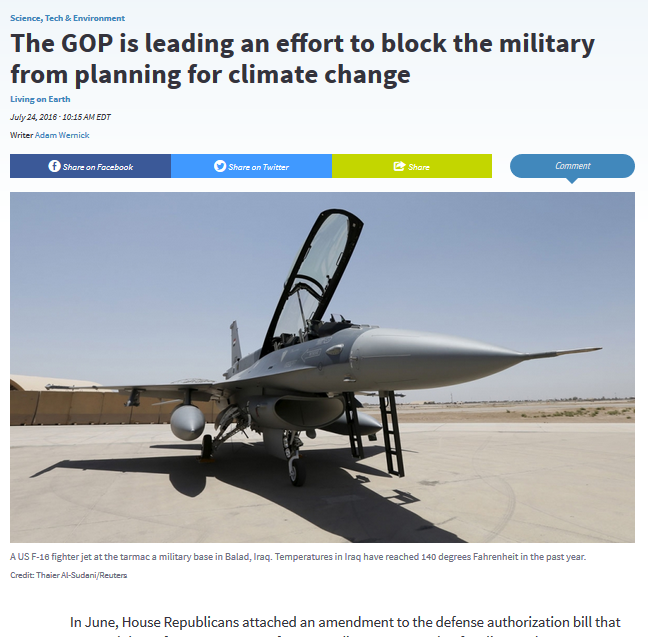 Science, Tech & Environment
The GOP is leading an effort to block the military
from planning for climate change
Living on Earth
July 24, 2016 · 10:15 AM EDT
Writer Adam Wernick
Share on Facebook
Share on Twitter
Share
Comment
A US F-16 fighter jet at the tarmac a military base in Balad, Iraq. Temperatures in Iraq have reached 140 degrees Fahrenheit in the past year.
Credit: Thaier Al-Sudani/Reuters
In June, House Republicans attached an amendment to the defense authorization bill that